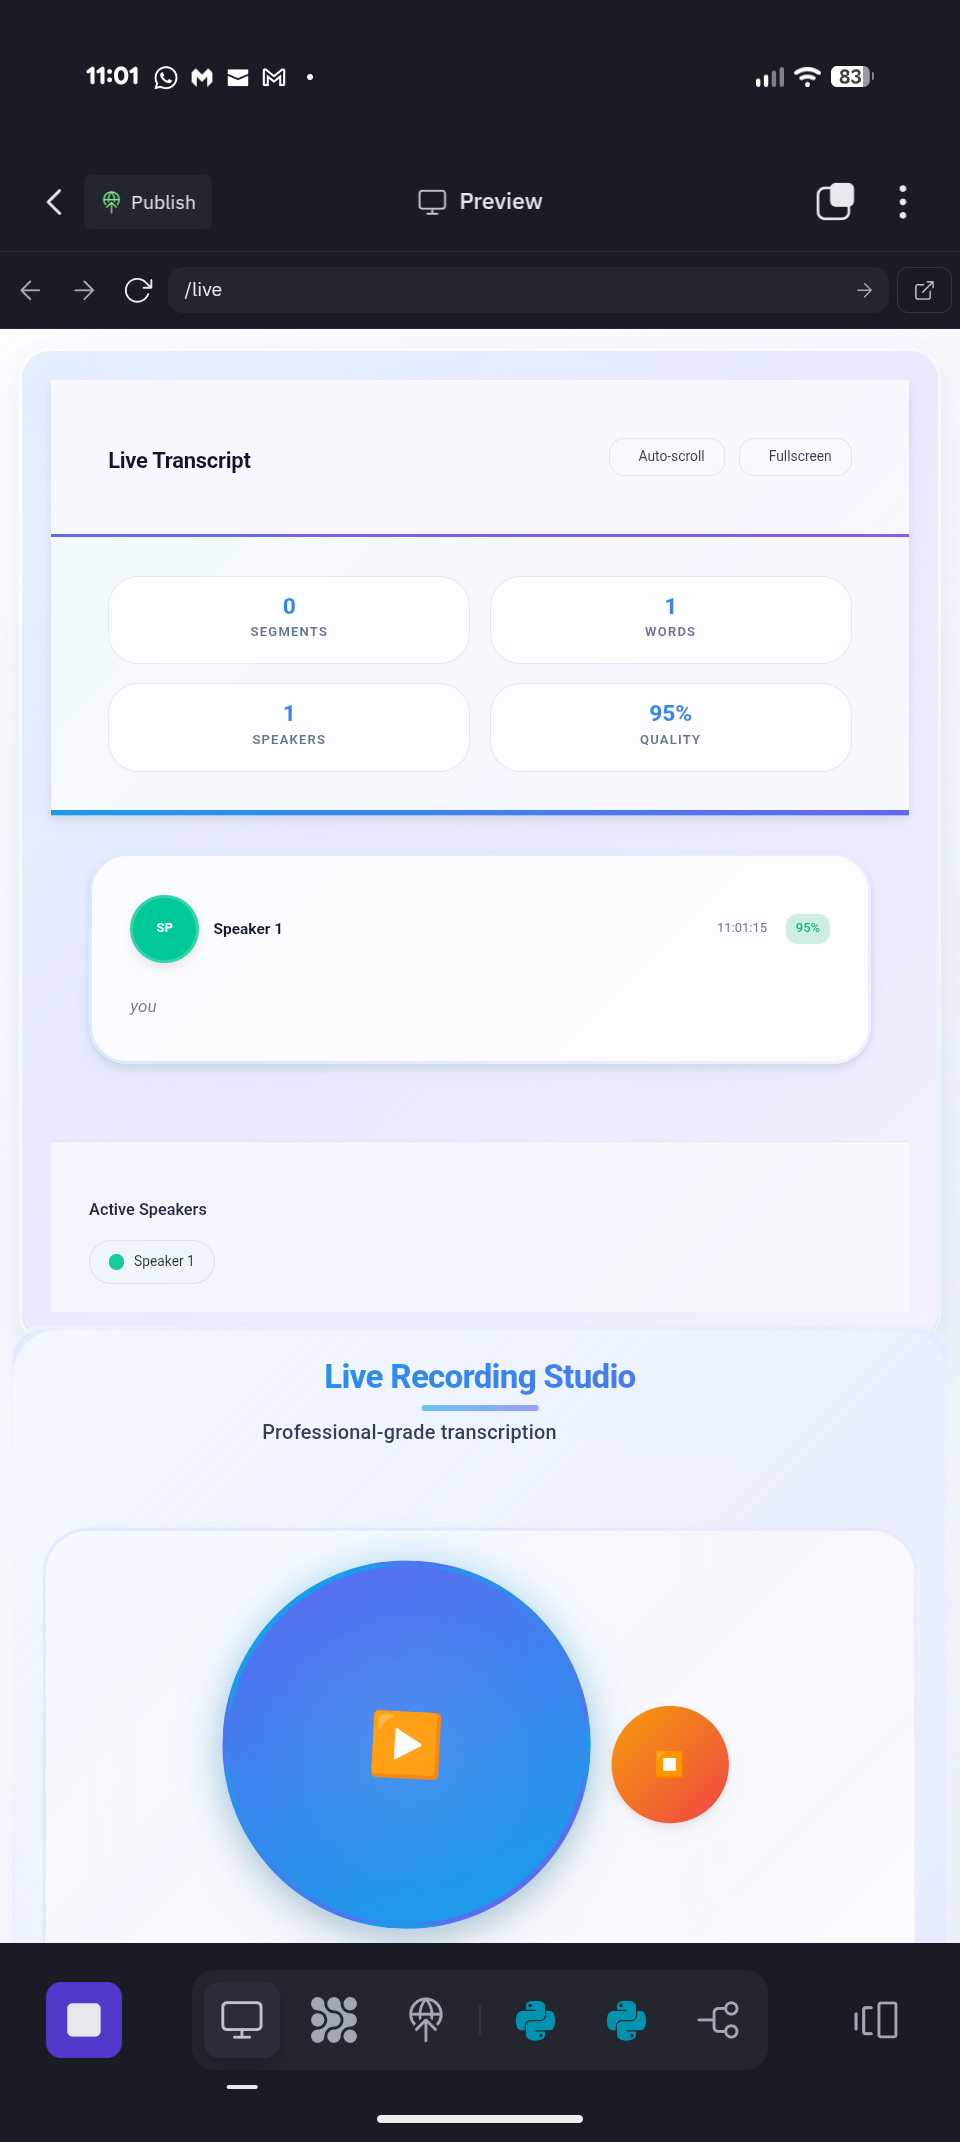 11:01
83
Publish
Preview
/live
Live Transcript
Auto-scroll
Fullscreen
0
SEGMENTS
1
WORDS
1
SPEAKERS
95%
QUALITY
SP
Speaker 1
11:01:15
95%
you
Active Speakers
Speaker 1
Live Recording Studio
Professional-grade transcription